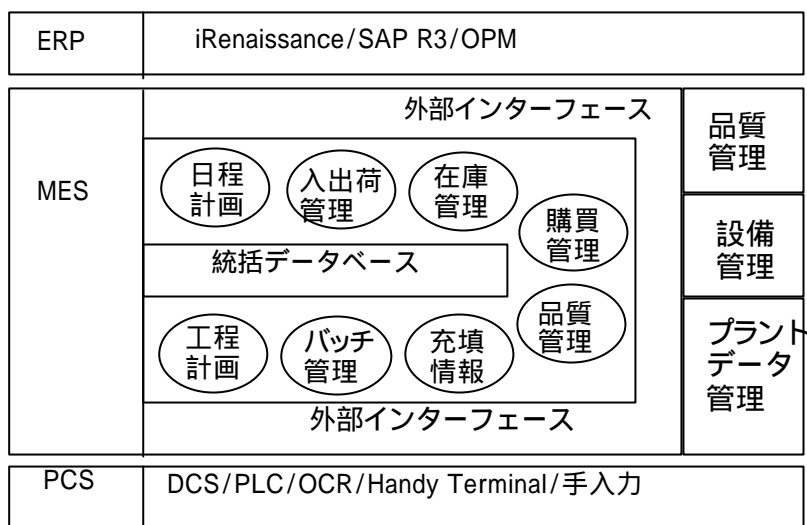 ERP
iRenaissance/SAP R3/OPM
MES
外部インターフェース
日程
計画
入出荷
管理
在庫
管理
購買
管理
統括データベース
工程
計画
バッチ
管理
充填
情報
品質
管理
外部インターフェース
品質
管理
設備
管理
プラント
データ
管理
PCS
DCS/PLC/OCR/Handy Terminal/手入力